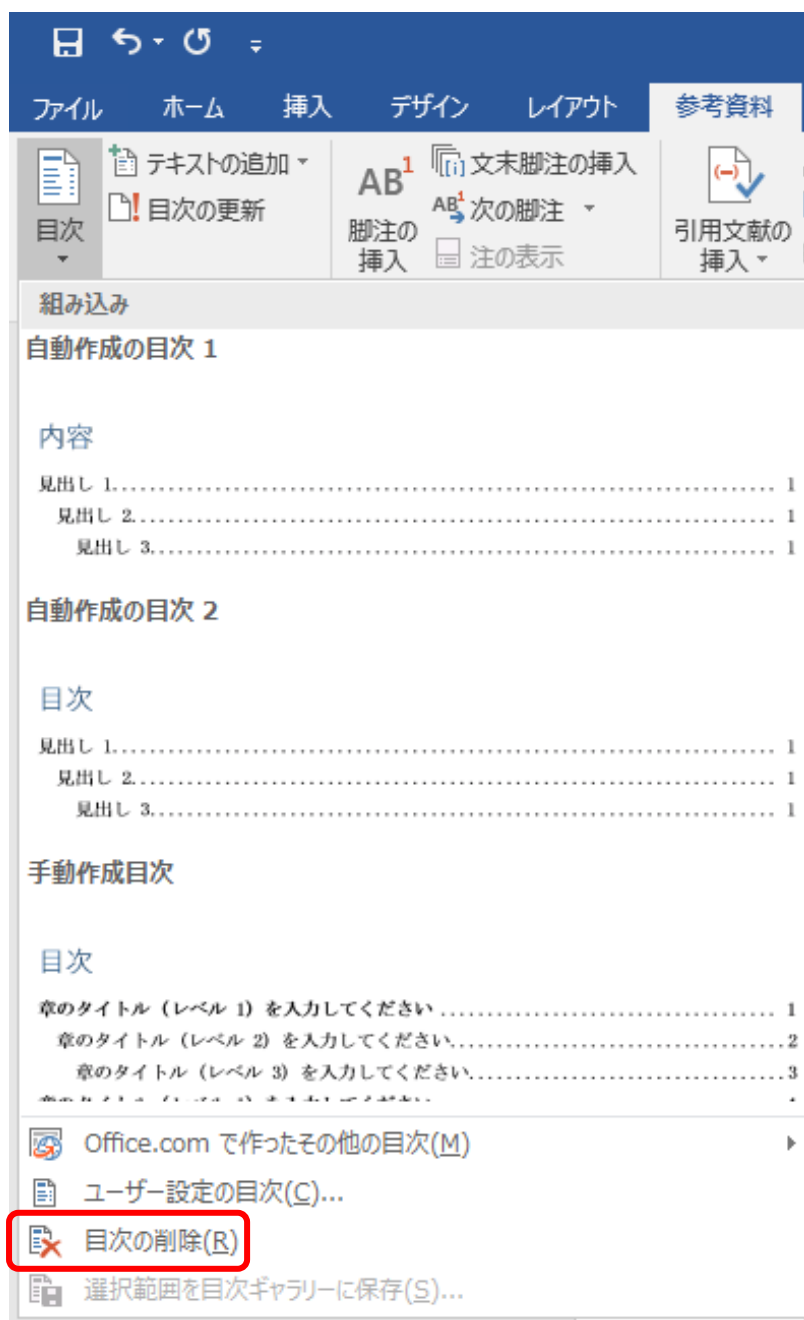 ファイル ホーム 挿入 デザイン レイアウト 参考資料
目次
テキストの追加
目次の更新
AB1
脚注の
挿入
文末脚注の挿入
AB1 次の脚注
注の表示
引用文献の
挿入
組み込み
自動作成の目次 1
内容
見出し 1.......... 1
見出し 2.......... 1
見出し 3.......... 1
自動作成の目次 2
目次
見出し 1.......... 1
見出し 2.......... 1
見出し 3.......... 1
手動作成目次
目次
章のタイトル (レベル 1) を入力してください .......... 1
章のタイトル (レベル 2) を入力してください..........2
章のタイトル (レベル 3) を入力してください..........3
Office.com で作ったその他の目次(M)
ユーザー設定の目次(C)...
目次の削除(R)
選択範囲を目次ギャラリーに保存(S)...